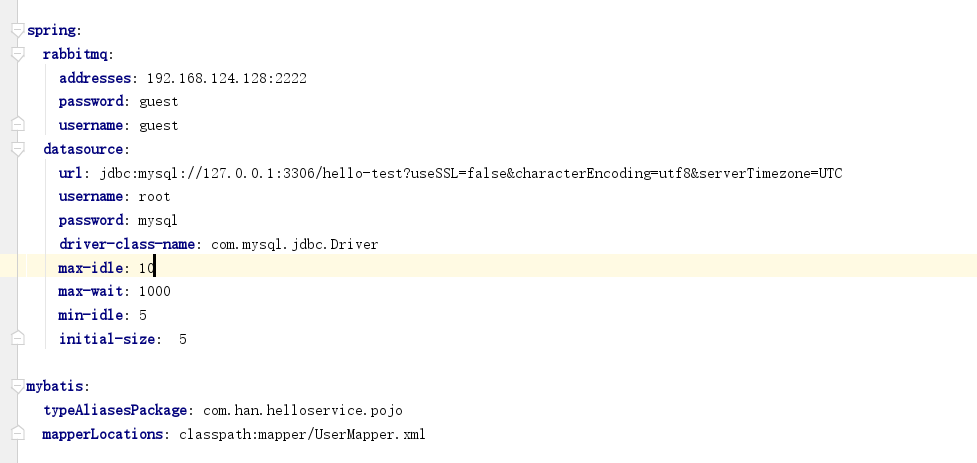 spring:
  rabbitmq:
    addresses: 192.168.124.128:2222
    password: guest
    username: guest
  datasource:
    url: jdbc:mysql://127.0.0.1:3306/hello-test?useSSL=false&characterEncoding=utf8&serverTimezone=UTC
    username: root
    password: mysql
    driver-class-name: com.mysql.jdbc.Driver
    max-idle: 10
    max-wait: 1000
    min-idle: 5
    initial-size:  5
mybatis:
  typeAliasesPackage: com.han.helloservice.pojo
  mapperLocations: classpath:mapper/UserMapper.xml